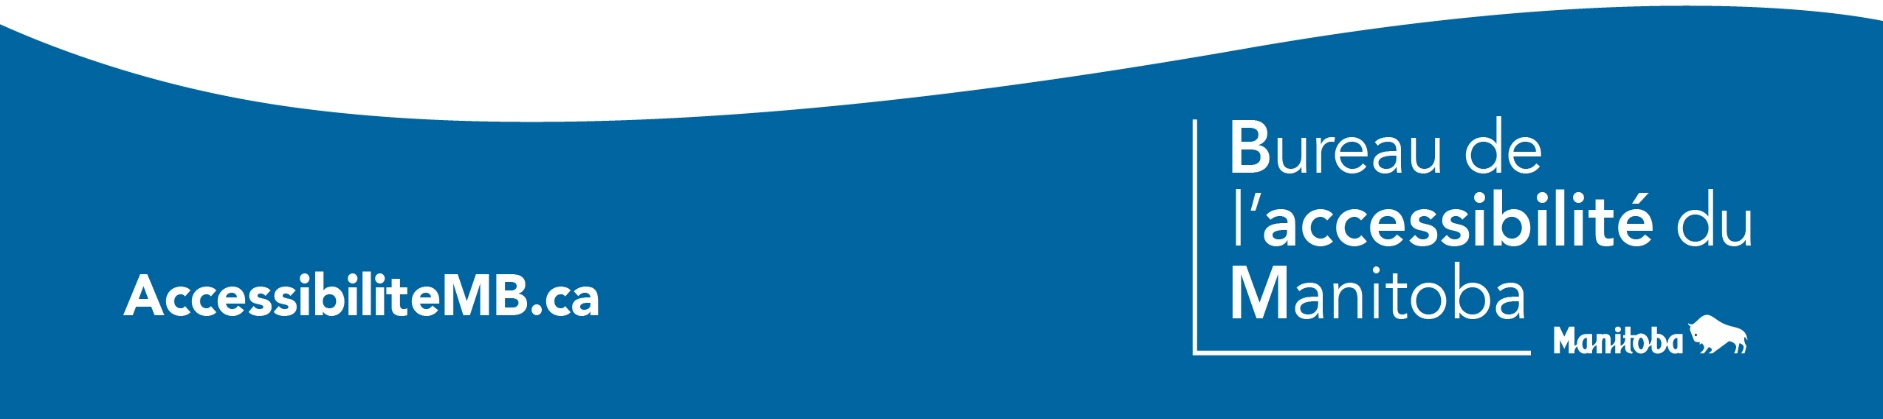 Bureau de
l'accessibilité du
Manitoba
AccessibiliteMB.ca
Manitoba